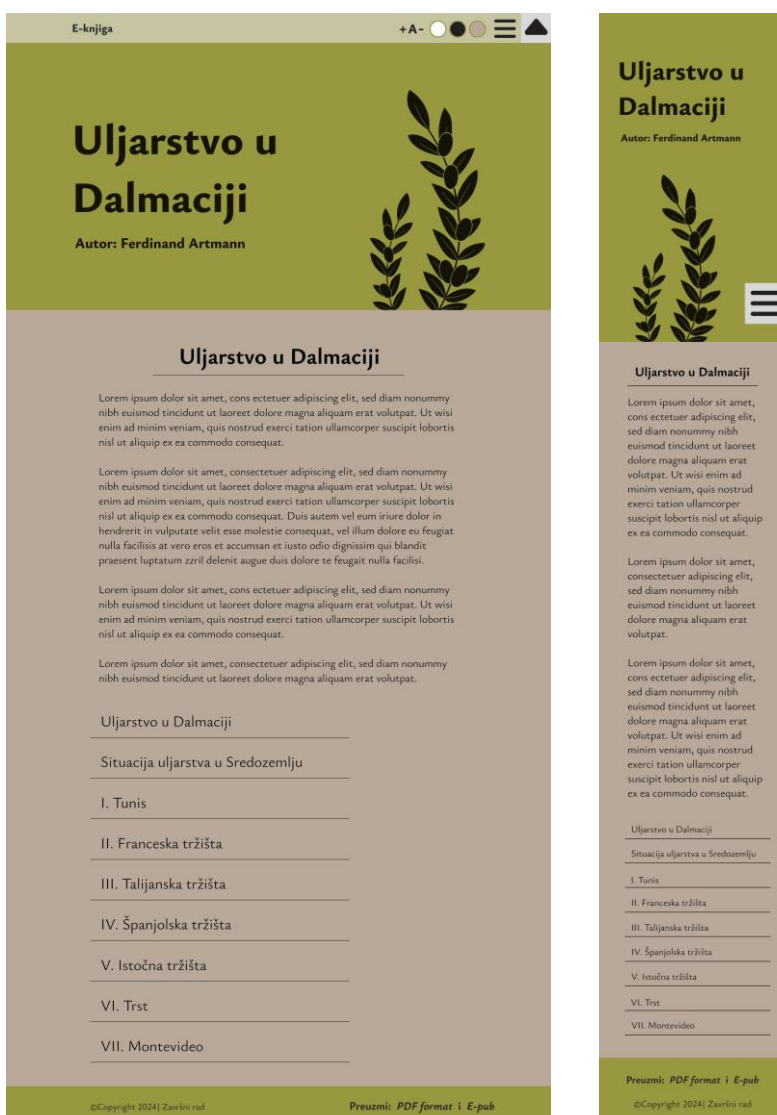 E-knjiga
+A-
Uljarstvo u
Dalmaciji
Autor: Ferdinand Artmann
Uljarstvo u Dalmaciji
Lorem ipsum dolor sit amet, cons ectetuer adipiscing elit, sed diam nonummy
nibh euismod tincidunt ut laoreet dolore magna aliquam erat volutpat. Ut wisi
enim ad minim veniam, quis nostrud exerci tation ullamcorper suscipit lobortis
nisl ut aliquip ex ea commodo consequat.
Lorem ipsum dolor sit amet, consectetuer adipiscing elit, sed diam nonummy
nibh euismod tincidunt ut laoreet dolore magna aliquam erat volutpat. Ut wisi
enim ad minim veniam, quis nostrud exerci tation ullamcorper suscipit lobortis
nisl ut aliquip ex ea commodo consequat. Duis autem vel eum iriure dolor in
hendrerit in vulputate velit esse molestie consequat, vel illum dolore eu feugiat
nulla facilisis at vero eros et accumsan et iusto odio dignissim qui blandit
praesent luptatum zzril delenit augue duis dolore te feugait nulla facilisi.
Lorem ipsum dolor sit amet, cons ectetuer adipiscing elit, sed diam nonummy
nibh euismod tincidunt ut laoreet dolore magna aliquam erat volutpat. Ut wisi
enim ad minim veniam, quis nostrud exerci tation ullamcorper suscipit lobortis
nisl ut aliquip ex ea commodo consequat.
Lorem ipsum dolor sit amet, consectetuer adipiscing elit, sed diam nonummy
nibh euismod tincidunt ut laoreet dolore magna aliquam erat volutpat.
Uljarstvo u Dalmaciji
Situacija uljarstva u Sredozemlju
I. Tunis
II. Franceska tržišta
III. Talijanska tržišta
IV. Španjolska tržišta
V. Istočna tržišta
VI. Trst
VII. Montevideo
©Copyright 2024| Završni rad
Preuzmi: PDF format i E-pub
Uljarstvo u
Dalmaciji
Autor: Ferdinand Artmann
Uljarstvo u Dalmaciji
Lorem ipsum dolor sit amet,
cons ectetuer adipiscing elit,
sed diam nonummy nibh
euismod tincidunt ut laoreet
dolore magna aliquam erat
volutpat. Ut wisi enim ad
minim veniam, quis nostrud
exerci tation ullamcorper
suscipit lobortis nisl ut aliquip
ex ea commodo consequat.
Lorem ipsum dolor sit amet,
consectetuer adipiscing elit,
sed diam nonummy nibh
euismod tincidunt ut laoreet
dolore magna aliquam erat
volutpat.
Lorem ipsum dolor sit amet,
cons ectetuer adipiscing elit,
sed diam nonummy nibh
euismod tincidunt ut laoreet
dolore magna aliquam erat
volutpat. Ut wisi enim ad
minim veniam, quis nostrud
exerci tation ullamcorper
suscipit lobortis nisl ut aliquip
ex ea commodo consequat.
Uljarstvo u Dalmaciji
Situacija uljarstva u Sredozemlju
I. Tunis
II. Franceska tržišta
III. Talijanska tržišta
IV. Španjolska tržišta
V. Istočna tržišta
VI. Trst
VII. Montevideo
Preuzmi: PDF format i E-pub
©Copyright 2024| Završni rad